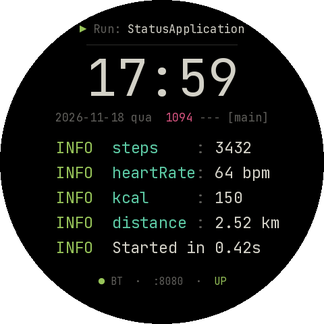 ▶ Run: StatusApplication
17:59
2026-11-18 qua 1094 --- [main]
INFO steps : 3432
INFO heartRate: 64 bpm
INFO kcal : 150
INFO distance : 2.52 km
INFO Started in 0.42s
● BT · :8080 · UP